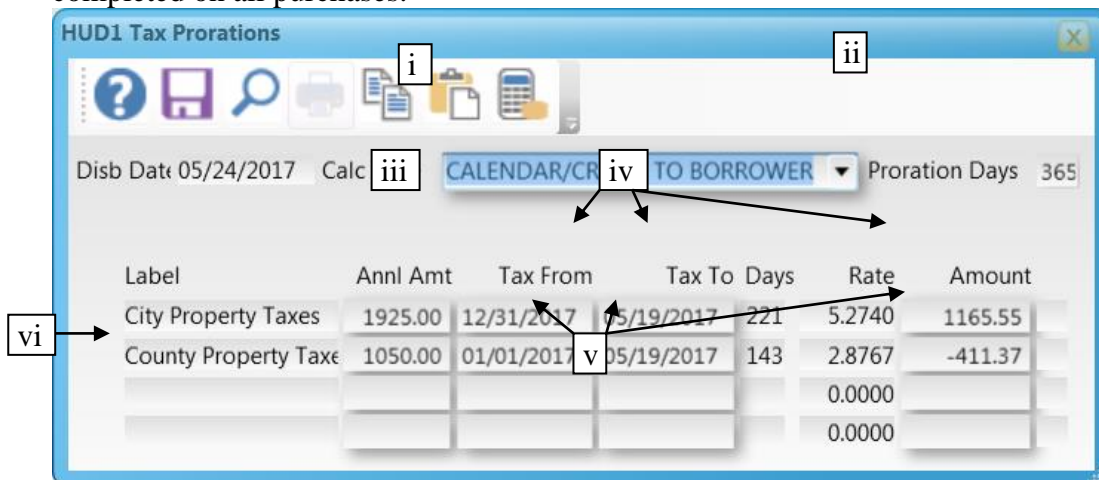 completed on all purchases.
HUD1 Tax Prorations
i
ii
Disb Date 05/24/2017 Calc iii CALENDAR/CR iv TO BORROWER Proration Days 365
Label Annl Amt Tax From Tax To Days Rate Amount
City Property Taxes 1925.00 12/31/2017 05/19/2017 221 5.2740 1165.55
vi
County Property Taxe 1050.00 01/01/2017 v 05/19/2017 143 2.8767 -411.37
0.0000
0.0000